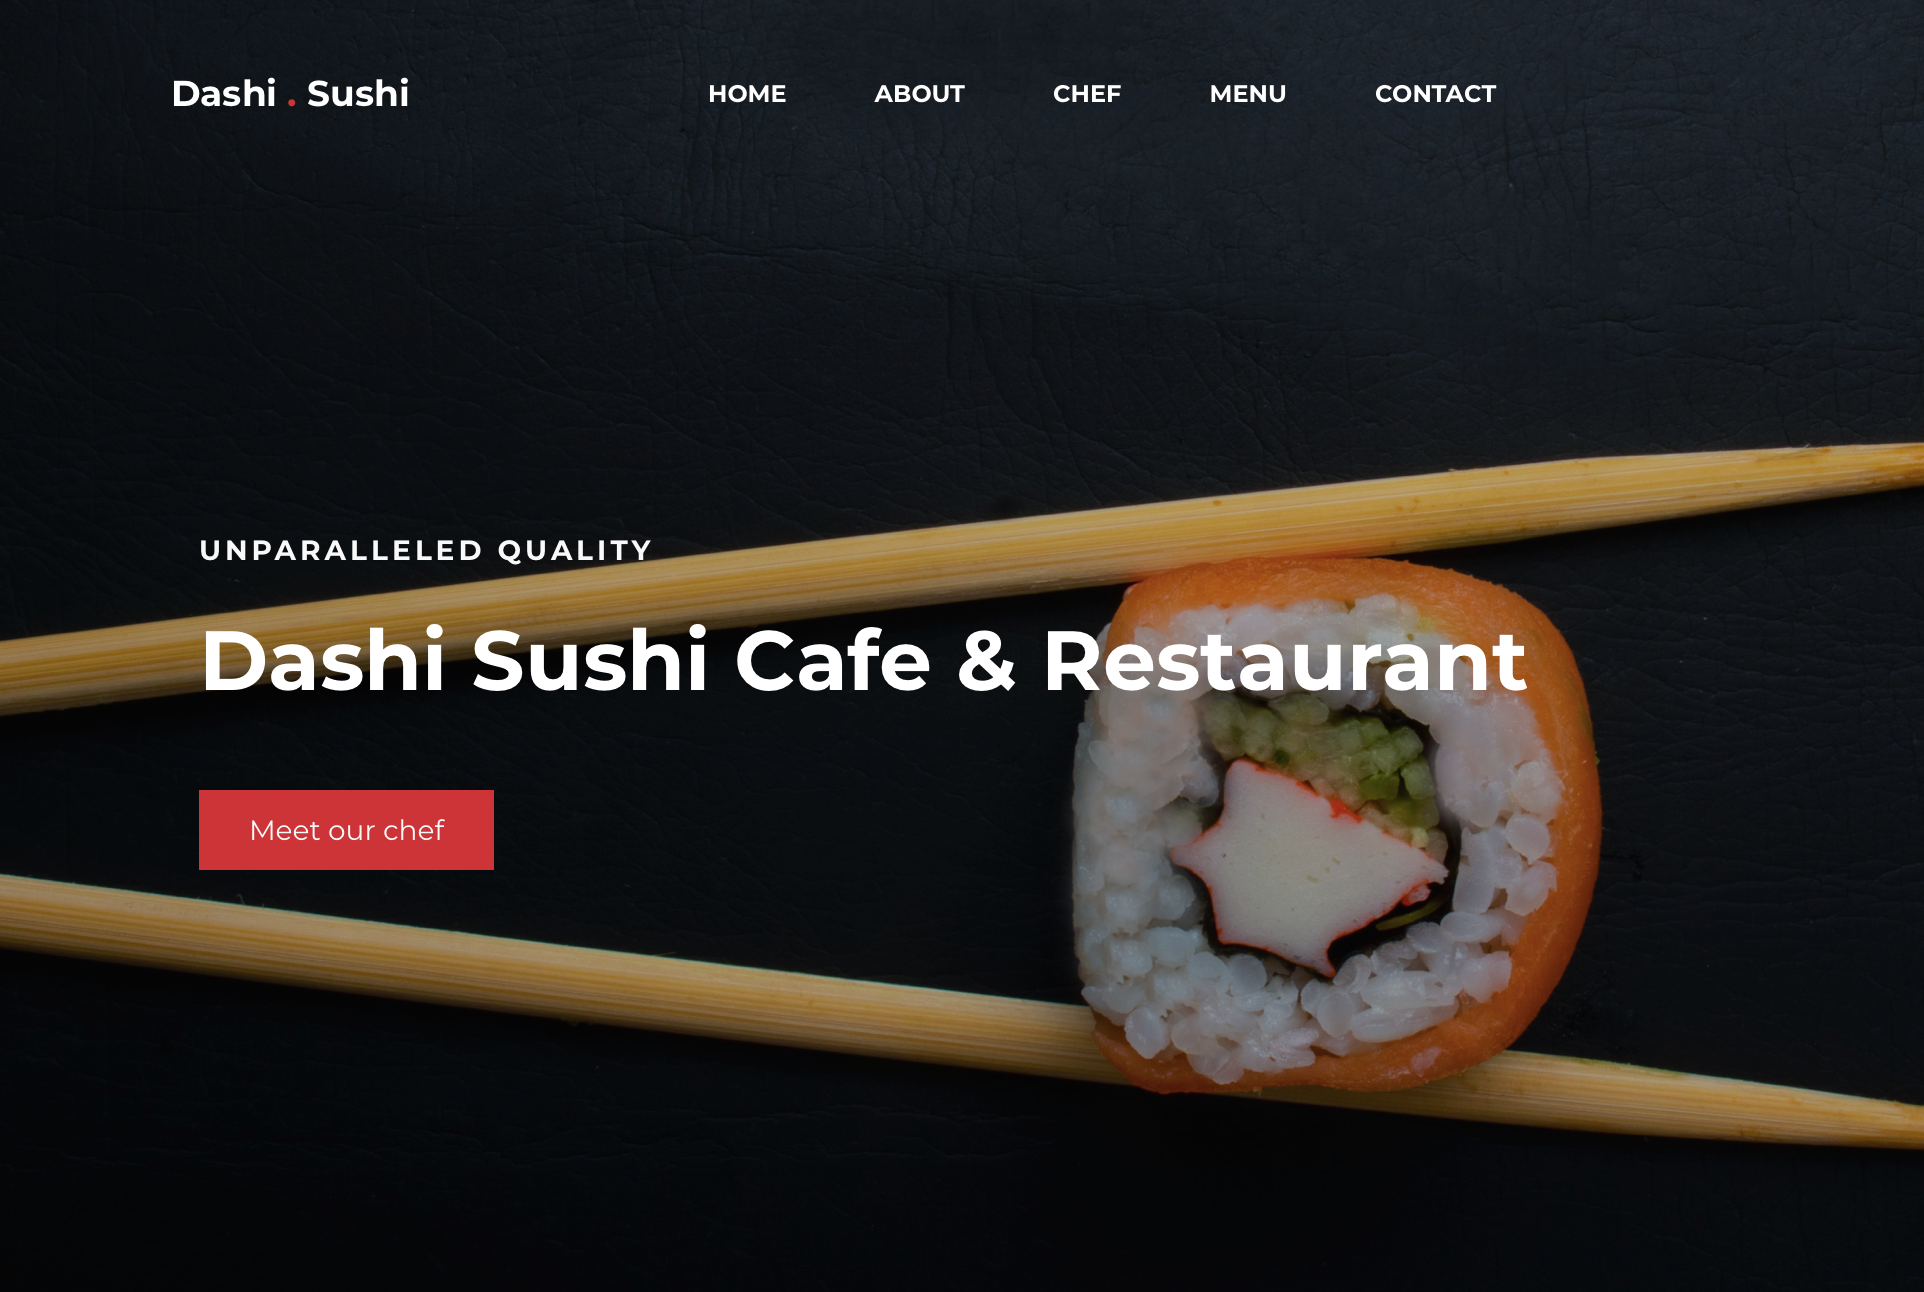 Dashi . Sushi
HOME ABOUT CHEF MENU CONTACT
UNPARALLELED QUALITY
Dashi Sushi Cafe & Restaurant
Meet our chef